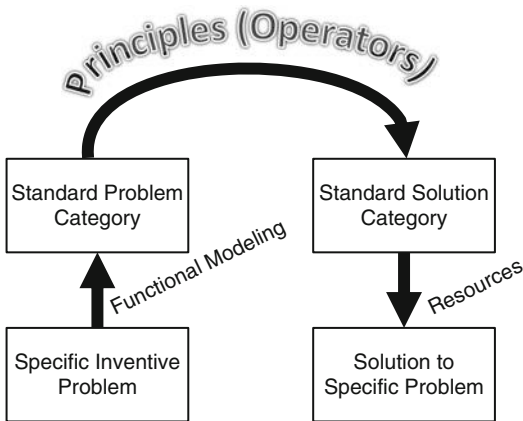 Principles (Operators)
Standard Problem
Category
Standard Solution
Category
Functional Modeling
Resources
Specific Inventive
Problem
Solution to
Specific Problem